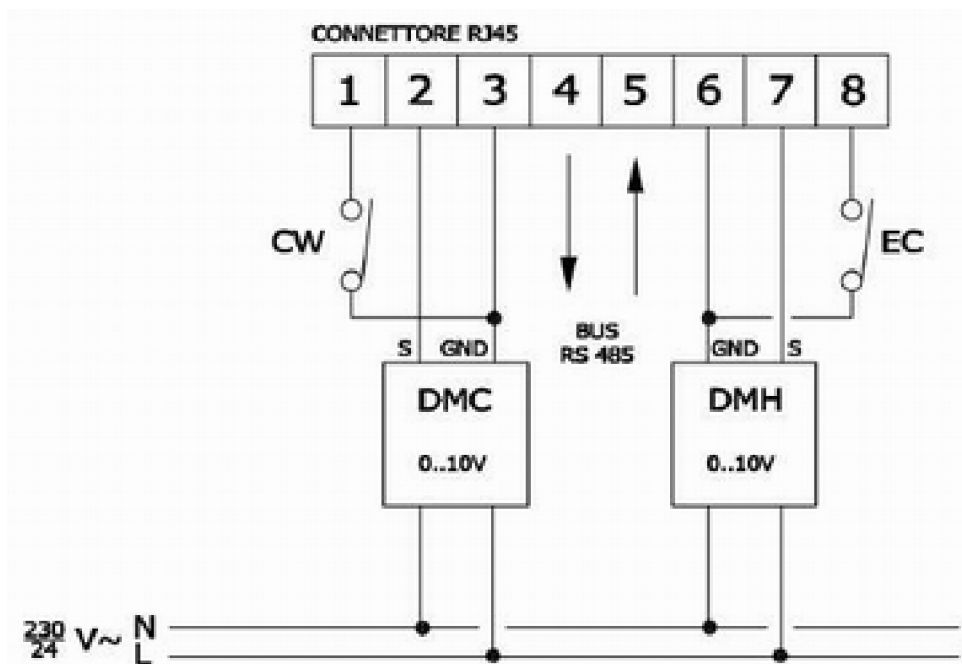 CONNETTORE RJ45
1 2 3 4 5 6 7 8
CW
EC
BUS
RS 485
S GND
GND S
DMC
DMH
0..10V
0..10V
230
24
V~
N
L